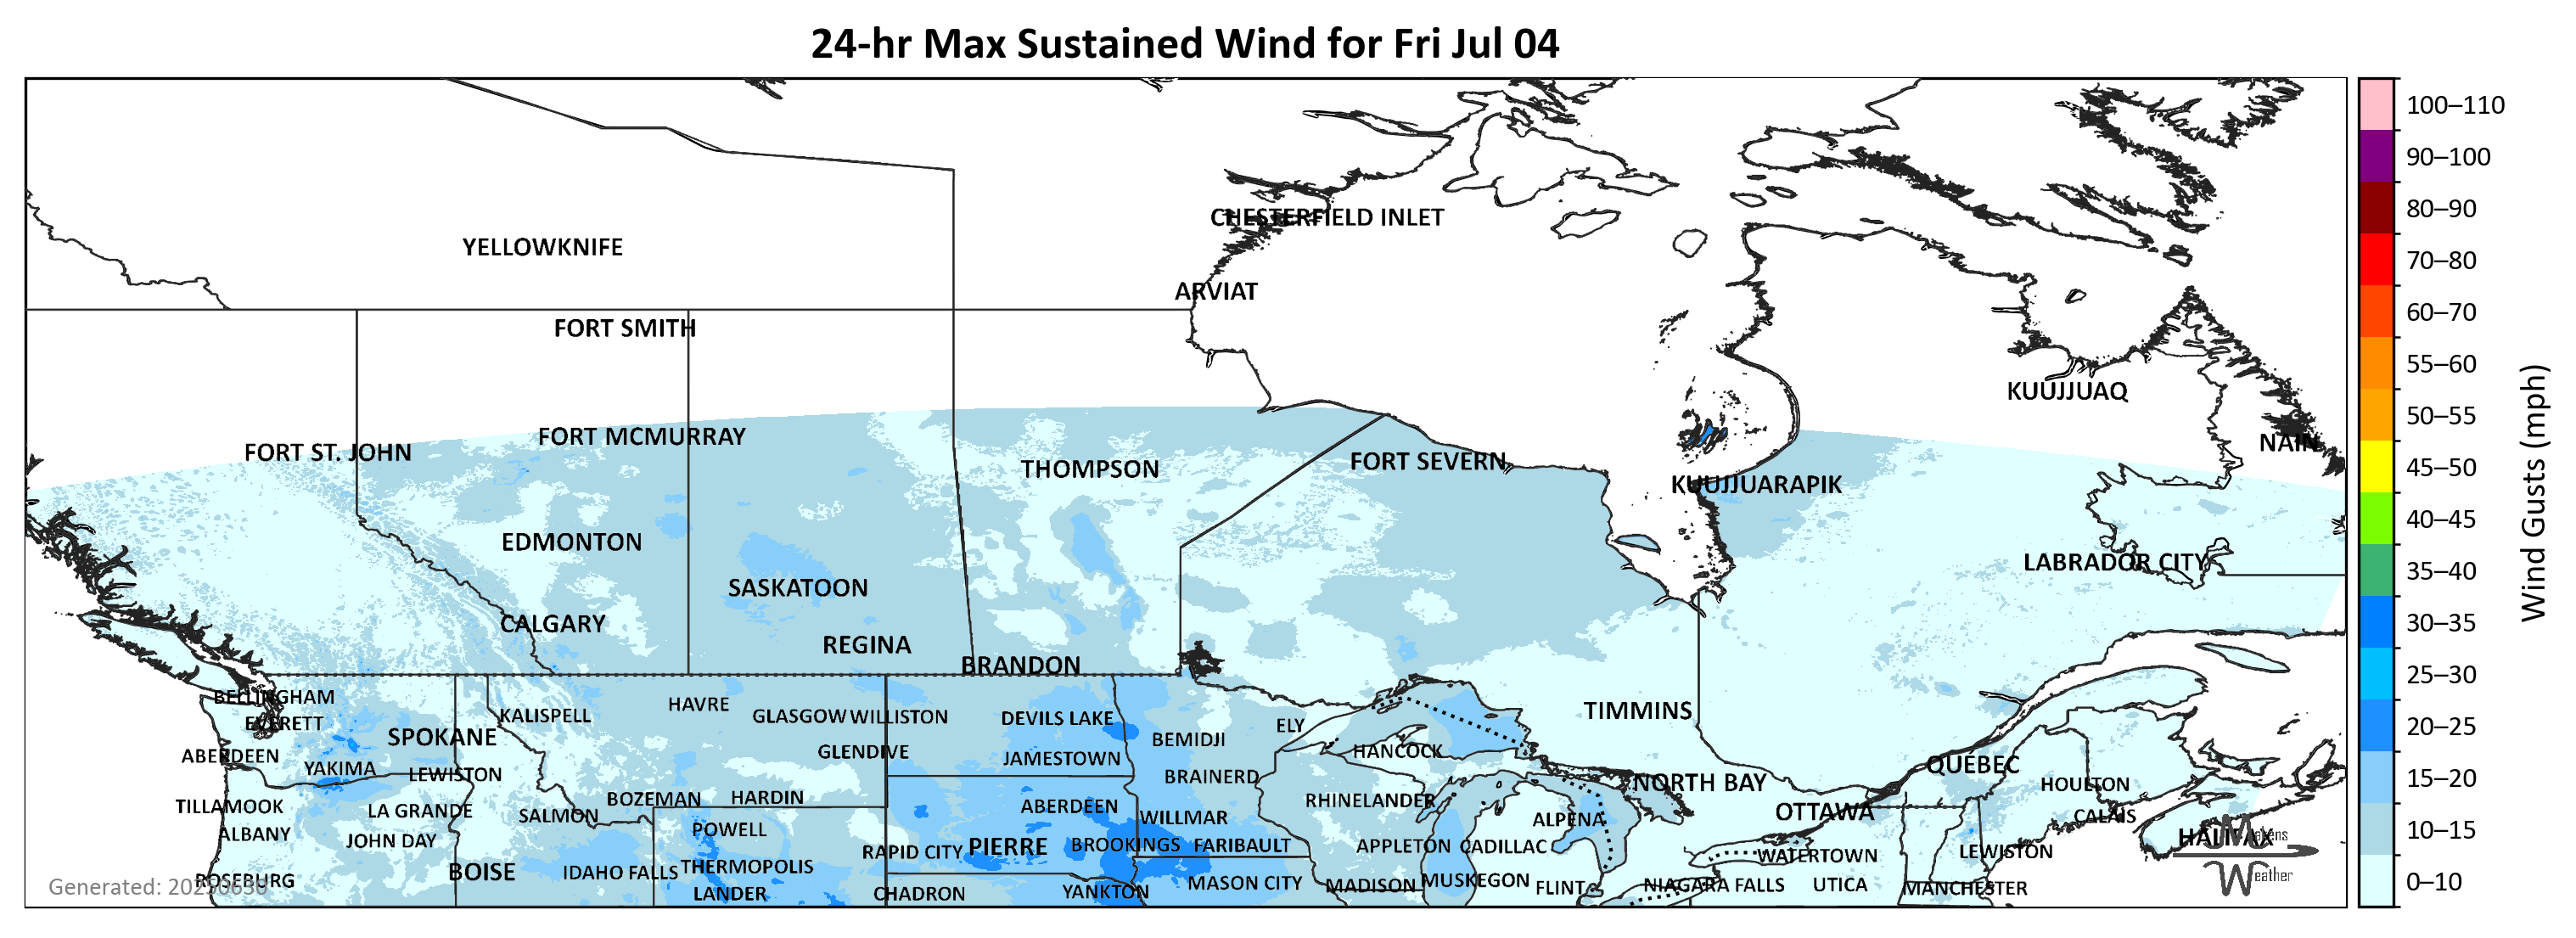 24-hr Max Sustained Wind for Fri Jul 04
100–110
90–100
80–90
70–80
60–70
55–60
50–55
45–50
40–45
35–40
30–35
25–30
20–25
15–20
10–15
0–10
Wind Gusts (mph)
CHESTERFIELD INLET
YELLOWKNIFE
ARVIAT
FORT SMITH
KUUJJUAQ
FORT MCMURRAY
NAIN
FORT ST. JOHN
FORT SEVERN
THOMPSON
KUUJJUARAPIK
EDMONTON
LABRADOR CITY
SASKATOON
CALGARY
REGINA
BRANDON
BELLINGHAM
HAVRE
TIMMINS
KALISPELL
GLASGOW WILLISTON
DEVILS LAKE
EVERETT
ELY
SPOKANE
BEMIDJI
GLENDIVE
HANCOCK
ABERDEEN
JAMESTOWN
QUEBEC
YAKIMA
LEWISTON
BRAINERD
NORTH BAY
HOULTON
BOZEMAN
HARDIN
RHINELANDER
TILLAMOOK
ABERDEEN
LA GRANDE
OTTAWA
SALMON
WILLMAR
CALAIS
ALPENA
POWELL
ALBANY
HALIFAX
Makens
JOHN DAY
PIERRE
BROOKINGS
FARIBAULT
APPLETON
CADILLAC
RAPID CITY
LEWISTON
WATERTOWN
THERMOPOLIS
BOISE
IDAHO FALLS
Weather
MUSKEGON
ROSEBURG
MASON CITY
MADISON
NIAGARA FALLS
UTICA
FLINT
MANCHESTER
Generated: 20250630
LANDER
CHADRON
YANKTON